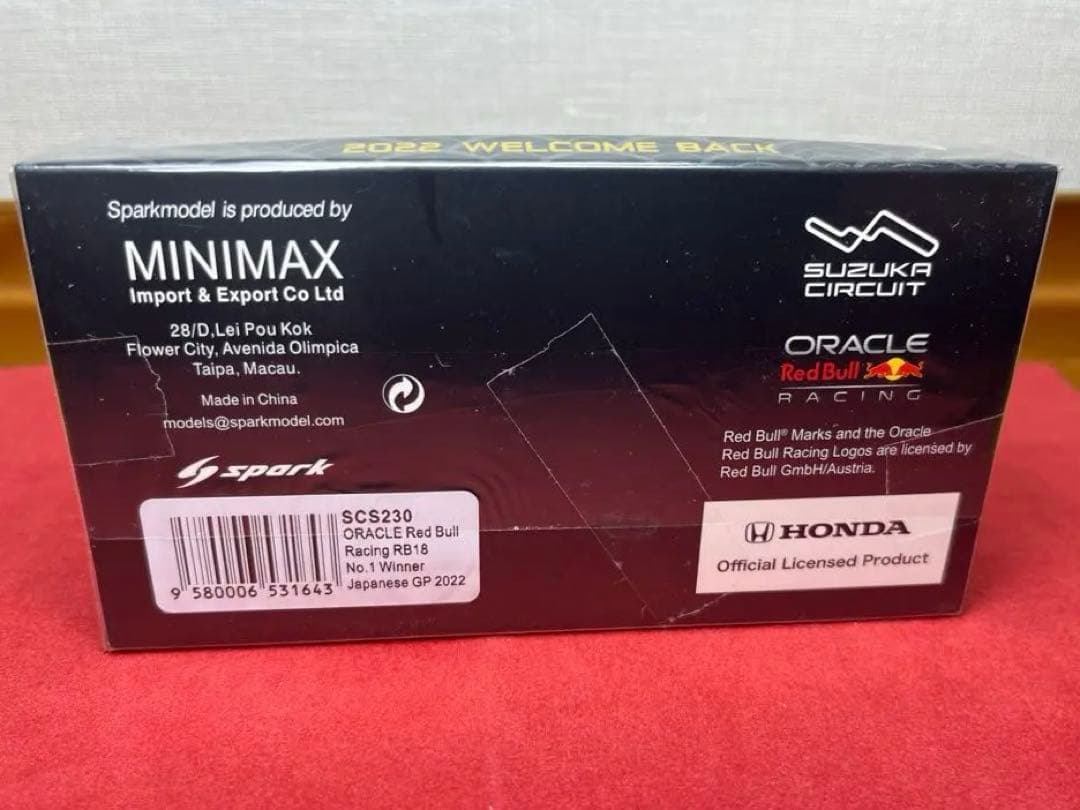 2022 WELCOME BACK
Sparkmodel is produced by
MINIMAX
Import & Export Co Ltd
28/D,Lei Pou Kok
Flower City, Avenida Olimpica
Taipa, Macau.
Made in China
models@sparkmodel.com
spark
SCS230
ORACLE Red Bull
Racing RB18
No.1 Winner
Japanese GP 2022
9 580006 531643
SUZUKA
CIRCUIT
ORACLE
Red Bull
RACING
Red Bull® Marks and the Oracle
Red Bull Racing Logos are licensed by
Red Bull GmbH/Austria.
HONDA
Official Licensed Product